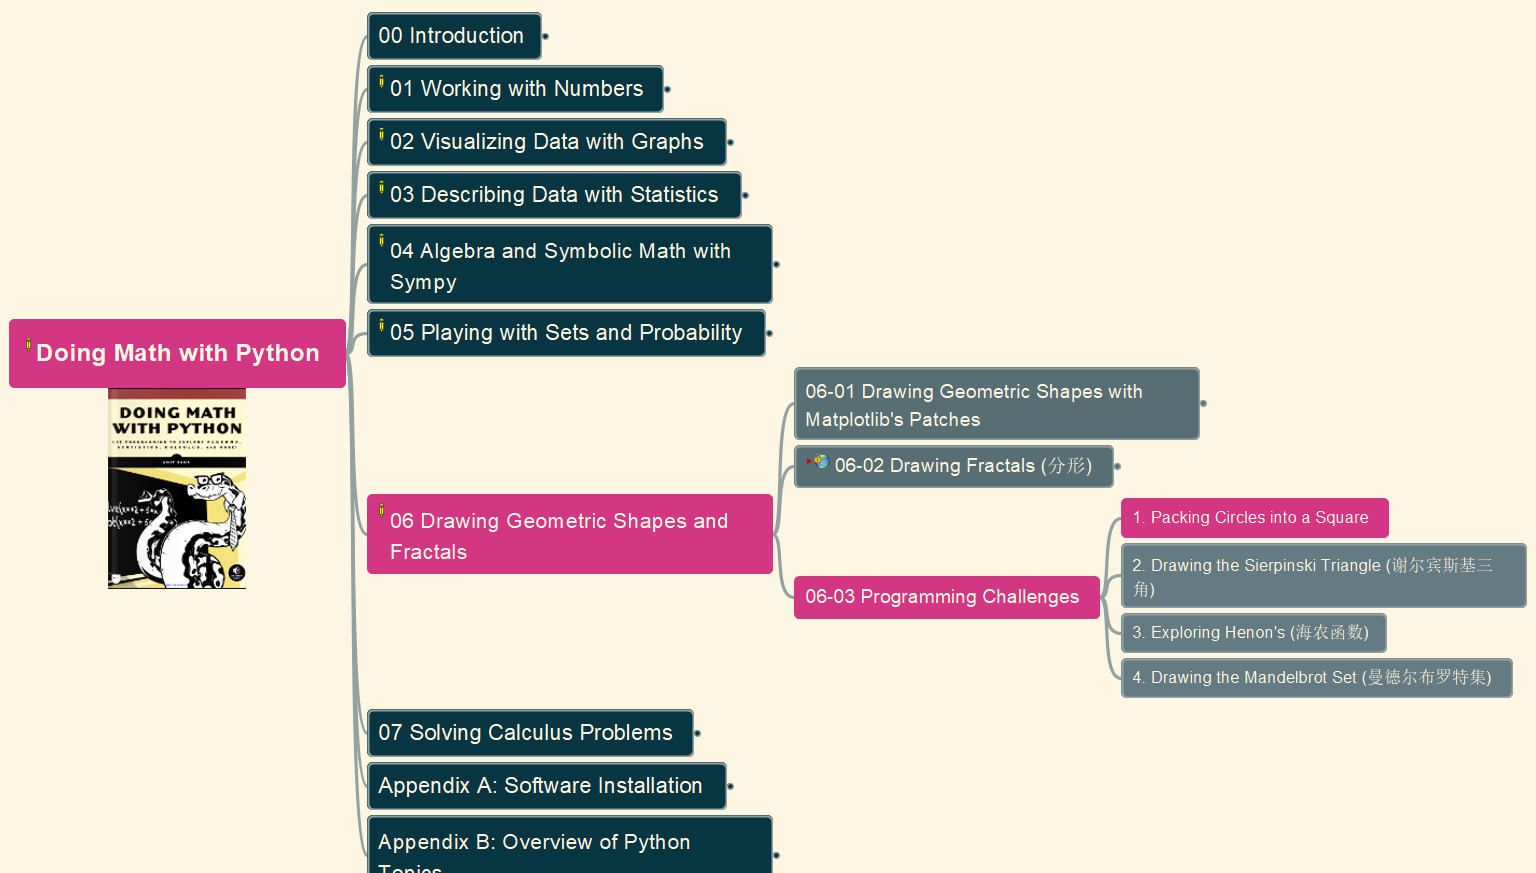 00 Introduction
01 Working with Numbers
02 Visualizing Data with Graphs
03 Describing Data with Statistics
04 Algebra and Symbolic Math with
Sympy
05 Playing with Sets and Probability
Doing Math with Python
DOING MATH
WITH PYTHON
06 Drawing Geometric Shapes and
Fractals
06-01 Drawing Geometric Shapes with
Matplotlib's Patches
06-02 Drawing Fractals (分形)
06-03 Programming Challenges
1. Packing Circles into a Square
2. Drawing the Sierpinski Triangle (谢尔宾斯基三
角)
3. Exploring Henon's (海农函数)
4. Drawing the Mandelbrot Set (曼德尔布罗特集)
07 Solving Calculus Problems
Appendix A: Software Installation
Appendix B: Overview of Python
Topics